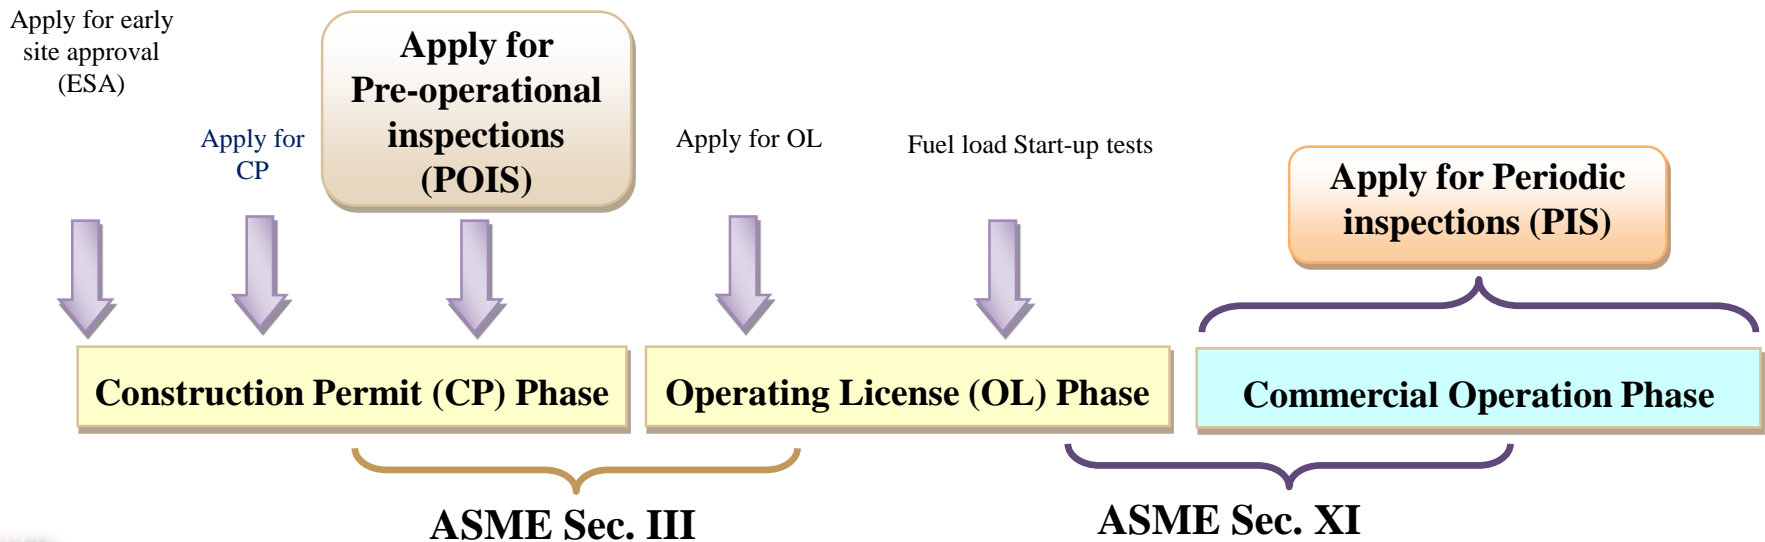 Apply for early
site approval
(ESA)
Apply for
CP
Apply for
Pre-operational
inspections
(POIS)
Apply for OL
Fuel load Start-up tests
Apply for Periodic
inspections (PIS)
Construction Permit (CP) Phase
Operating License (OL) Phase
Commercial Operation Phase
ASME Sec. III
ASME Sec. XI